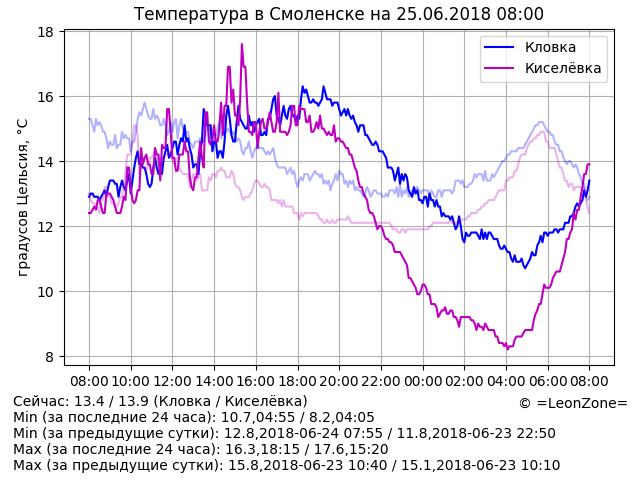 Температура в Смоленске на 25.06.2018 08:00
градусов Цельсия, °C
18
16
14
12
10
8
Кловка
Киселёвка
08:00 10:00 12:00 14:00 16:00 18:00 20:00 22:00 00:00 02:00 04:00 06:00 08:00
Сейчас: 13.4 / 13.9 (Кловка / Киселёвка)
© =LeonZone=
Min (за последние 24 часа): 10.7,04:55 / 8.2,04:05
Min (за предыдущие сутки): 12.8,2018-06-24 07:55 / 11.8,2018-06-23 22:50
Max (за последние 24 часа): 16.3,18:15 / 17.6,15:20
Max (за предыдущие сутки): 15.8,2018-06-23 10:40 / 15.1,2018-06-23 10:10